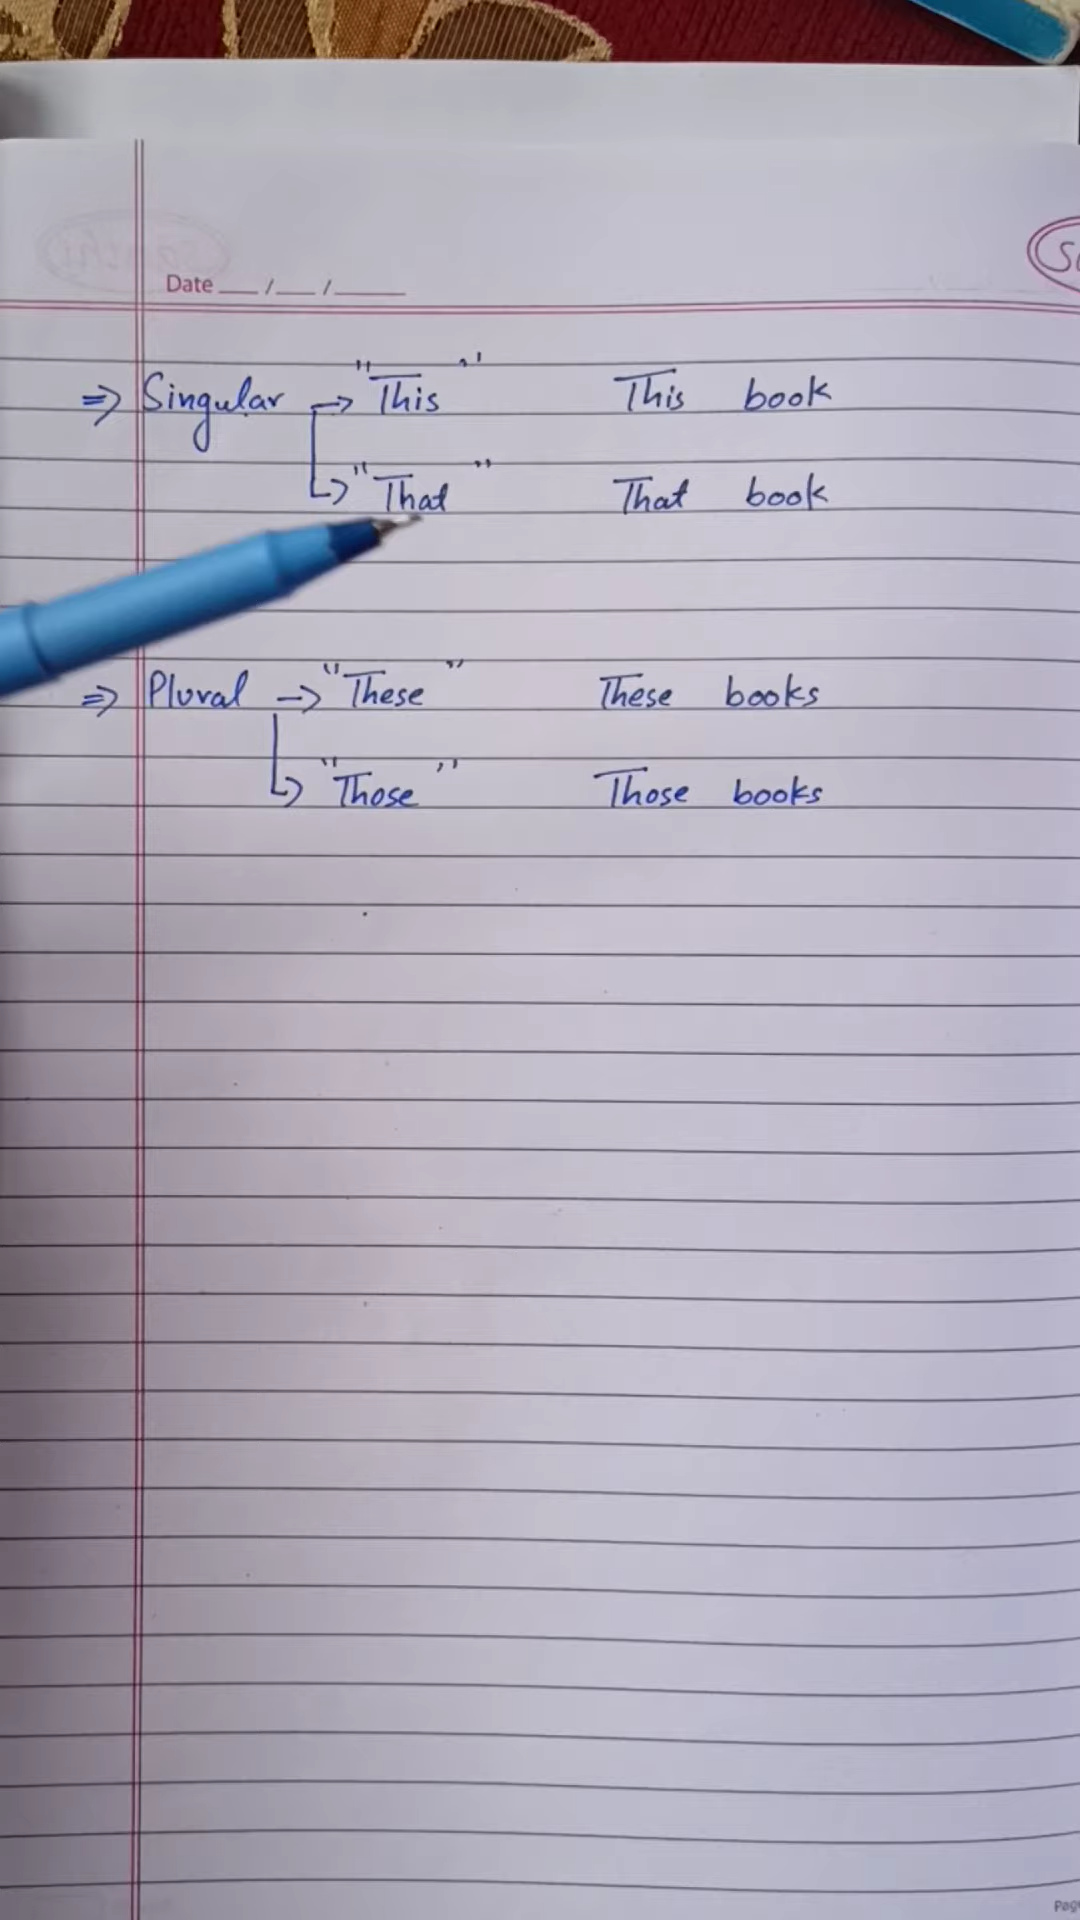 Date __ / __ / ____
⇒ Singular → "This" This book
↳ "That" That book
⇒ Plural → "These" These books
↳ "Those" Those books